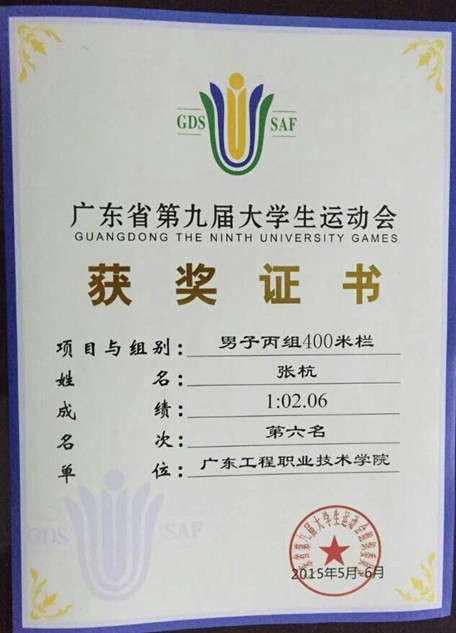 GDS SAF
广东省第九届大学生运动会
GUANGDONG THE NINTH UNIVERSITY GAMES
获奖证书
项目与组别：男子丙组400米栏
姓名：张杭
成绩：1:02.06
名次：第六名
单位：广东工程职业技术学院
GDS SAF
2015年5月-6月